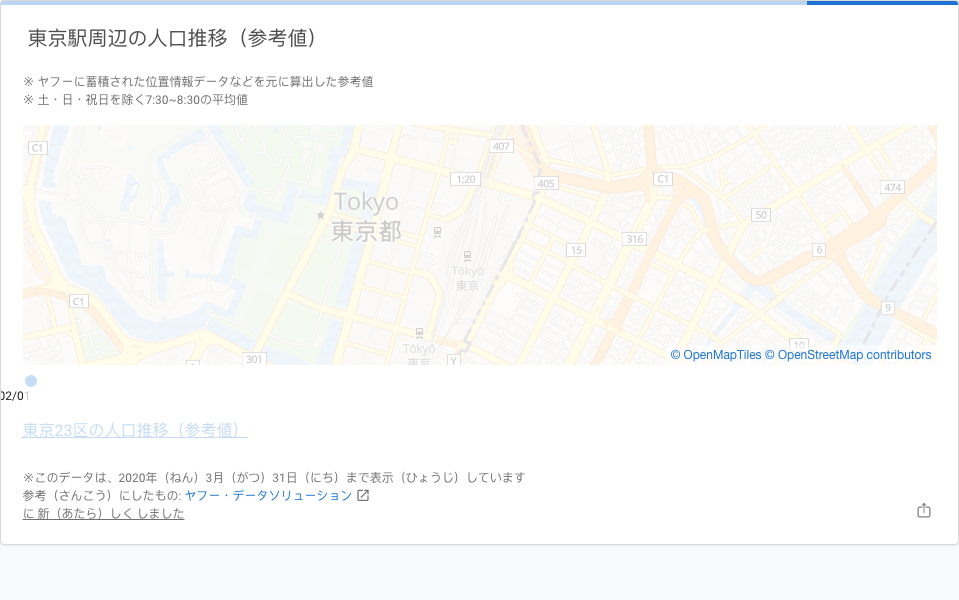 東京駅周辺の人口推移（参考値）
※ ヤフーに蓄積された位置情報データなどを元に算出した参考値
※ 土・日・祝日を除く7:30~8:30の平均値
C1
407
1;20
405
C1
474
Tokyo
東京都
50
316
15
6
Tōkyō
東京
C1
9
10
301
Tōkyō
東京
Y
© OpenMapTiles © OpenStreetMap contributors
02/01
東京23区の人口推移（参考値）
※このデータは、2020年（ねん）3月（がつ）31日（にち）まで表示（ひょうじ）しています
参考（さんこう）にしたもの: ヤフー・データソリューション
に 新（あたら）しく しました